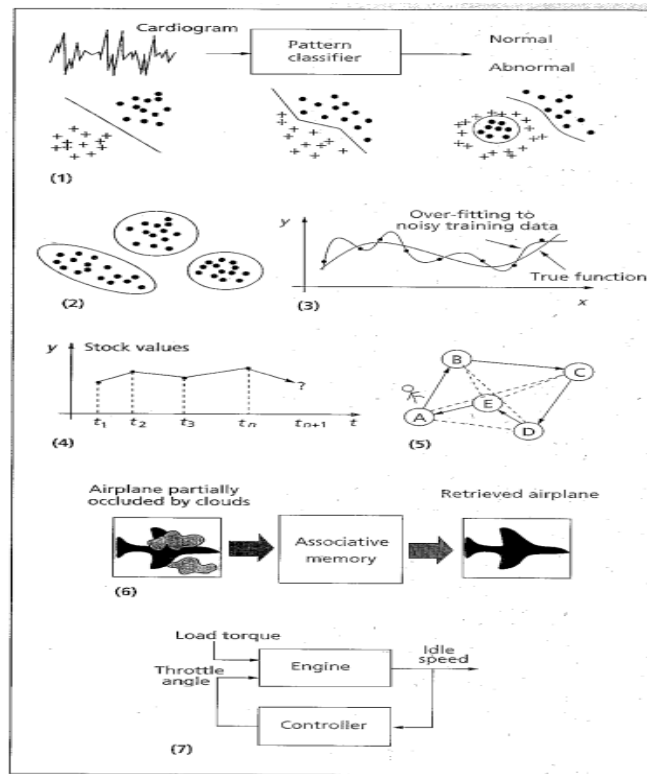 Cardiogram
Pattern
classifier
Normal
Abnormal
(1)
(2)
y
Over-fitting to
noisy training data
True function
x
(3)
y
Stock values
?
t1 t2 t3 tn tn+1 t
(4)
B
C
A
E
D
(5)
Airplane partially
occluded by clouds
Retrieved airplane
Associative
memory
(6)
Load torque
Throttle
angle
Engine
Idle
speed
Controller
(7)